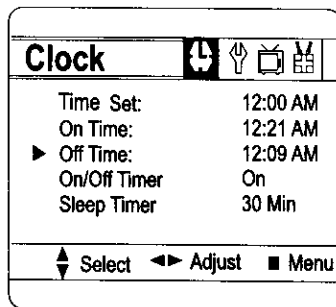 Clock
Time Set: 12:00 AM
On Time: 12:21 AM
Off Time: 12:09 AM
On/Off Timer On
Sleep Timer 30 Min
Select Adjust Menu